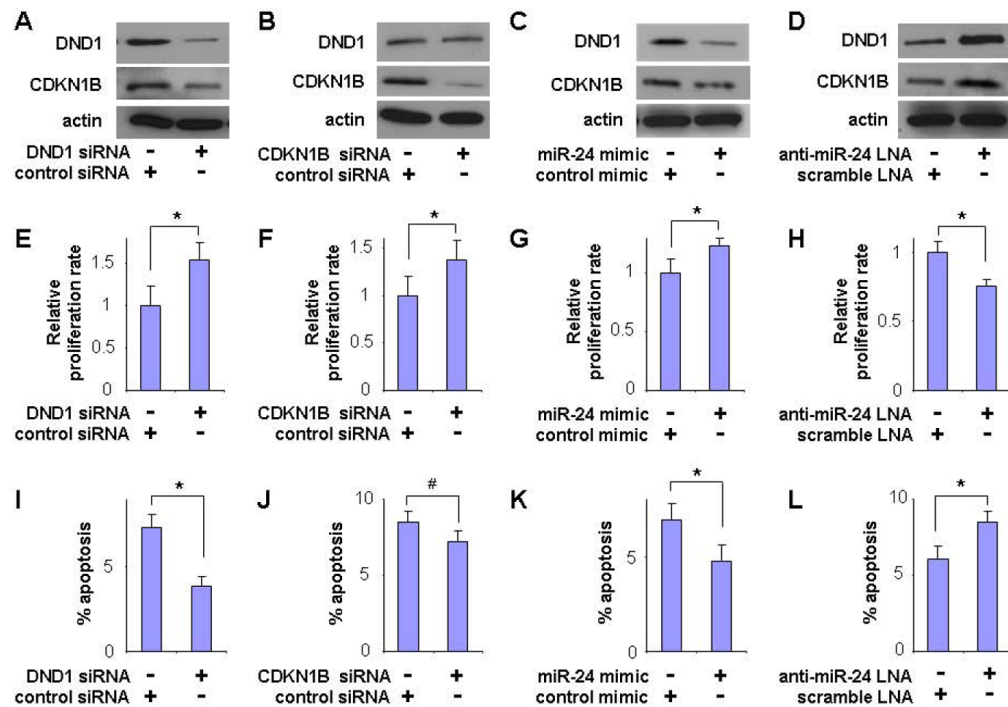 A
DND1
CDKN1B
actin
DND1 siRNA - +
control siRNA + -
B
DND1
CDKN1B
actin
CDKN1B siRNA - +
control siRNA + -
C
DND1
CDKN1B
actin
miR-24 mimic - +
control mimic + -
D
DND1
CDKN1B
actin
anti-miR-24 LNA - +
scramble LNA + -
E
Relative
proliferation rate
1.5
1
0.5
*
DND1 siRNA - +
control siRNA + -
F
Relative
proliferation rate
1.5
1
0.5
*
CDKN1B siRNA - +
control siRNA + -
G
Relative
proliferation rate
1
0.5
*
miR-24 mimic - +
control mimic + -
H
Relative
proliferation rate
1
0.5
*
anti-miR-24 LNA - +
scramble LNA + -
I
% apoptosis
5
0
*
DND1 siRNA - +
control siRNA + -
J
% apoptosis
10
5
0
#
CDKN1B siRNA - +
control siRNA + -
K
% apoptosis
5
0
*
miR-24 mimic - +
control mimic + -
L
% apoptosis
10
5
0
*
anti-miR-24 LNA - +
scramble LNA + -